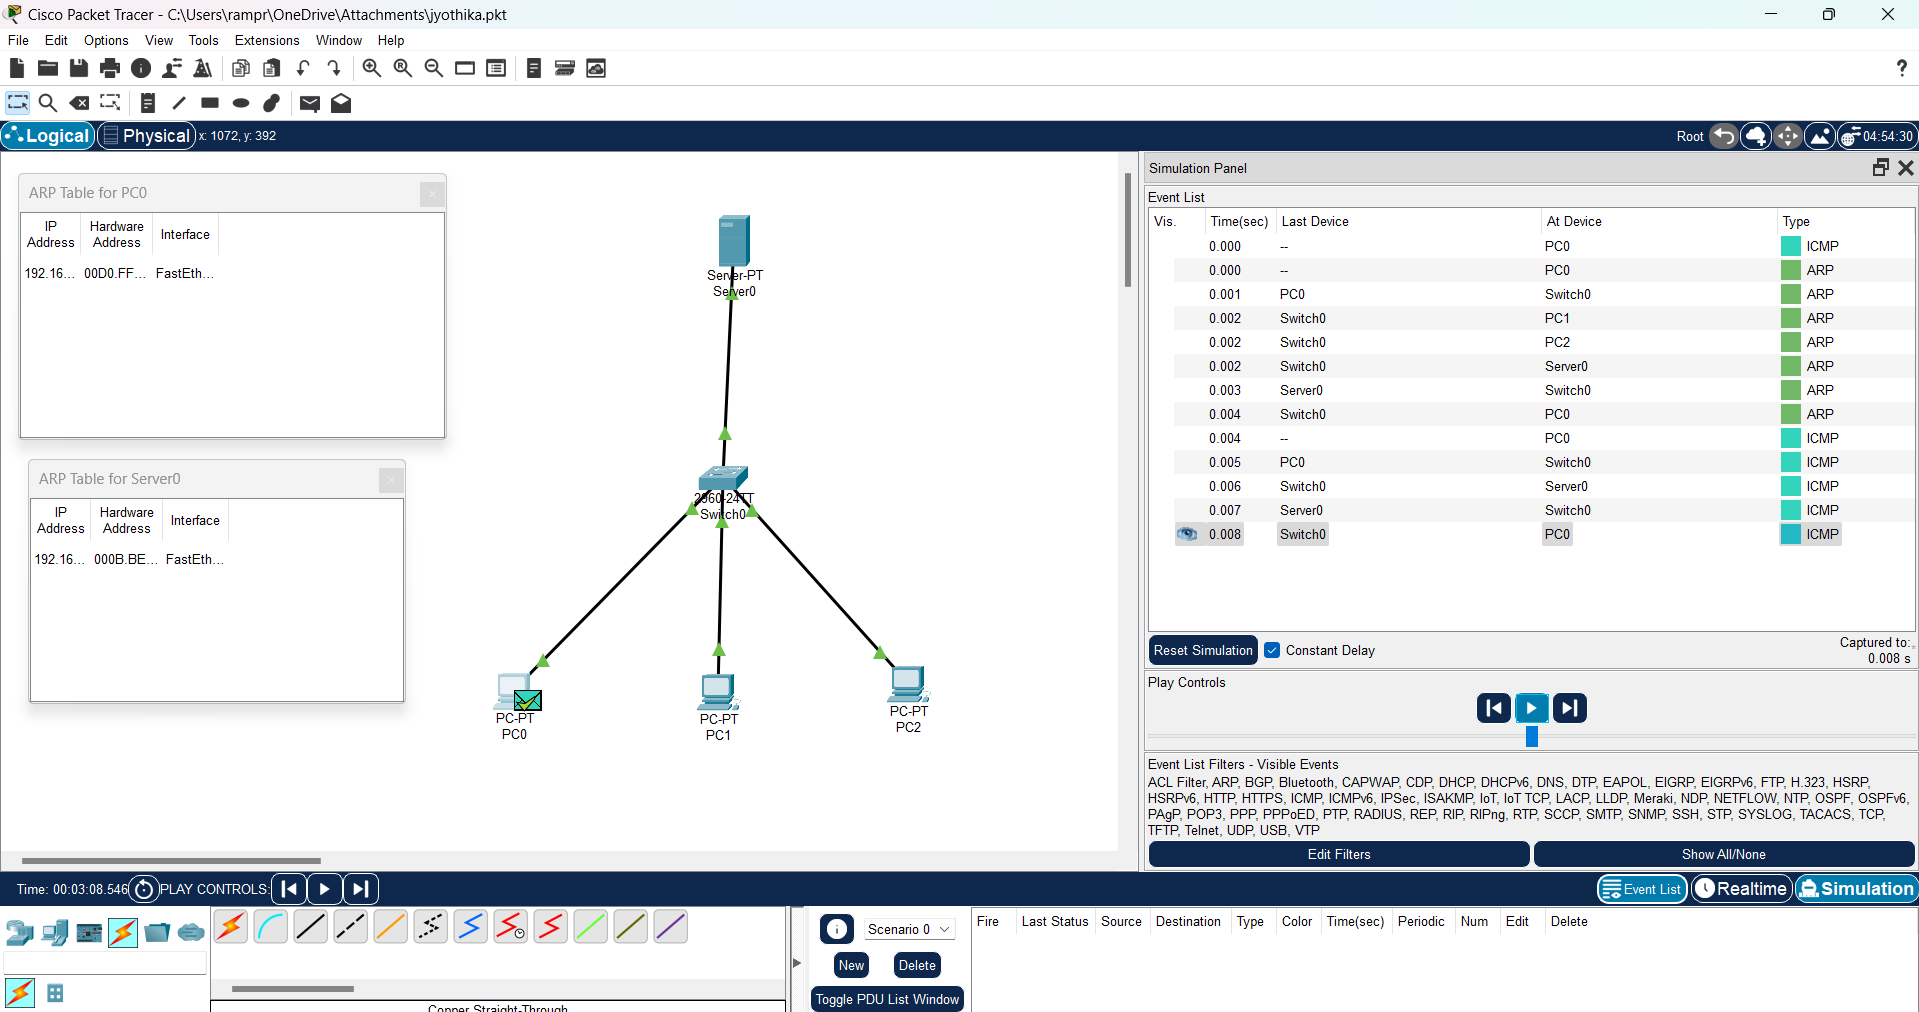 Cisco Packet Tracer - C:\Users\rampr\OneDrive\Attachments\jyothika.pkt
File Edit Options View Tools Extensions Window Help
Logical Physical x: 1072, y: 392 Root 04:54:30
ARP Table for PC0
IP Address Hardware Address Interface
192.16... 00D0.FF... FastEth...
ARP Table for Server0
IP Address Hardware Address Interface
192.16... 000B.BE... FastEth...
Server-PT
Server0
2960-24TT
Switch0
PC-PT
PC0
PC-PT
PC1
PC-PT
PC2
Simulation Panel
Event List
Vis. Time(sec) Last Device At Device Type
0.000 -- PC0 ICMP
0.000 -- PC0 ARP
0.001 PC0 Switch0 ARP
0.002 Switch0 PC1 ARP
0.002 Switch0 PC2 ARP
0.002 Switch0 Server0 ARP
0.003 Server0 Switch0 ARP
0.004 Switch0 PC0 ARP
0.004 -- PC0 ICMP
0.005 PC0 Switch0 ICMP
0.006 Switch0 Server0 ICMP
0.007 Server0 Switch0 ICMP
0.008 Switch0 PC0 ICMP
Reset Simulation Constant Delay Captured to:
0.008 s
Play Controls
Event List Filters - Visible Events
ACL Filter, ARP, BGP, Bluetooth, CAPWAP, CDP, DHCP, DHCPv6, DNS, DTP, EAPOL, EIGRP, EIGRPv6, FTP, H.323, HSRP,
HSRPv6, HTTP, HTTPS, ICMP, ICMPv6, IPSec, ISAKMP, IoT, IoT TCP, LACP, LLDP, Meraki, NDP, NETFLOW, NTP, OSPF, OSPFv6,
PAgP, POP3, PPP, PPPoED, PTP, RADIUS, REP, RIP, RIPng, RTP, SCCP, SMTP, SNMP, SSH, STP, SYSLOG, TACACS, TCP,
TFTP, Telnet, UDP, USB, VTP
Edit Filters Show All/None
Time: 00:03:08.546 PLAY CONTROLS: Event List Realtime Simulation
Scenario 0
New Delete
Toggle PDU List Window
Fire Last Status Source Destination Type Color Time(sec) Periodic Num Edit Delete
Copper Straight-Through